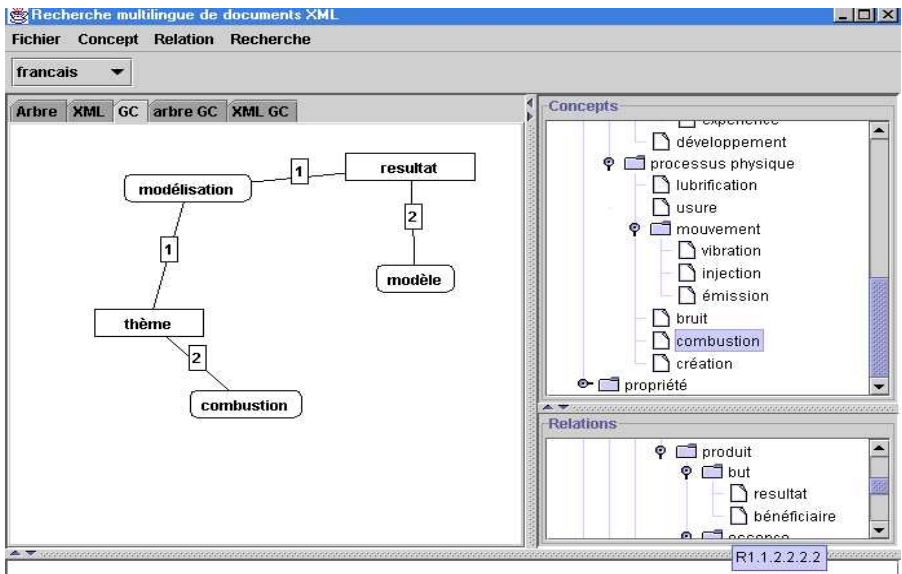 Recherche multilingue de documents XML
Fichier Concept Relation Recherche
francais
Arbre XML GC arbre GC XML GC
modélisation
1
resultat
2
modèle
1
thème
2
combustion
Concepts
développement
processus physique
lubrification
usure
mouvement
vibration
injection
émission
bruit
combustion
création
propriété
Relations
produit
but
resultat
bénéficiaire
R1.1.2.2.2.2